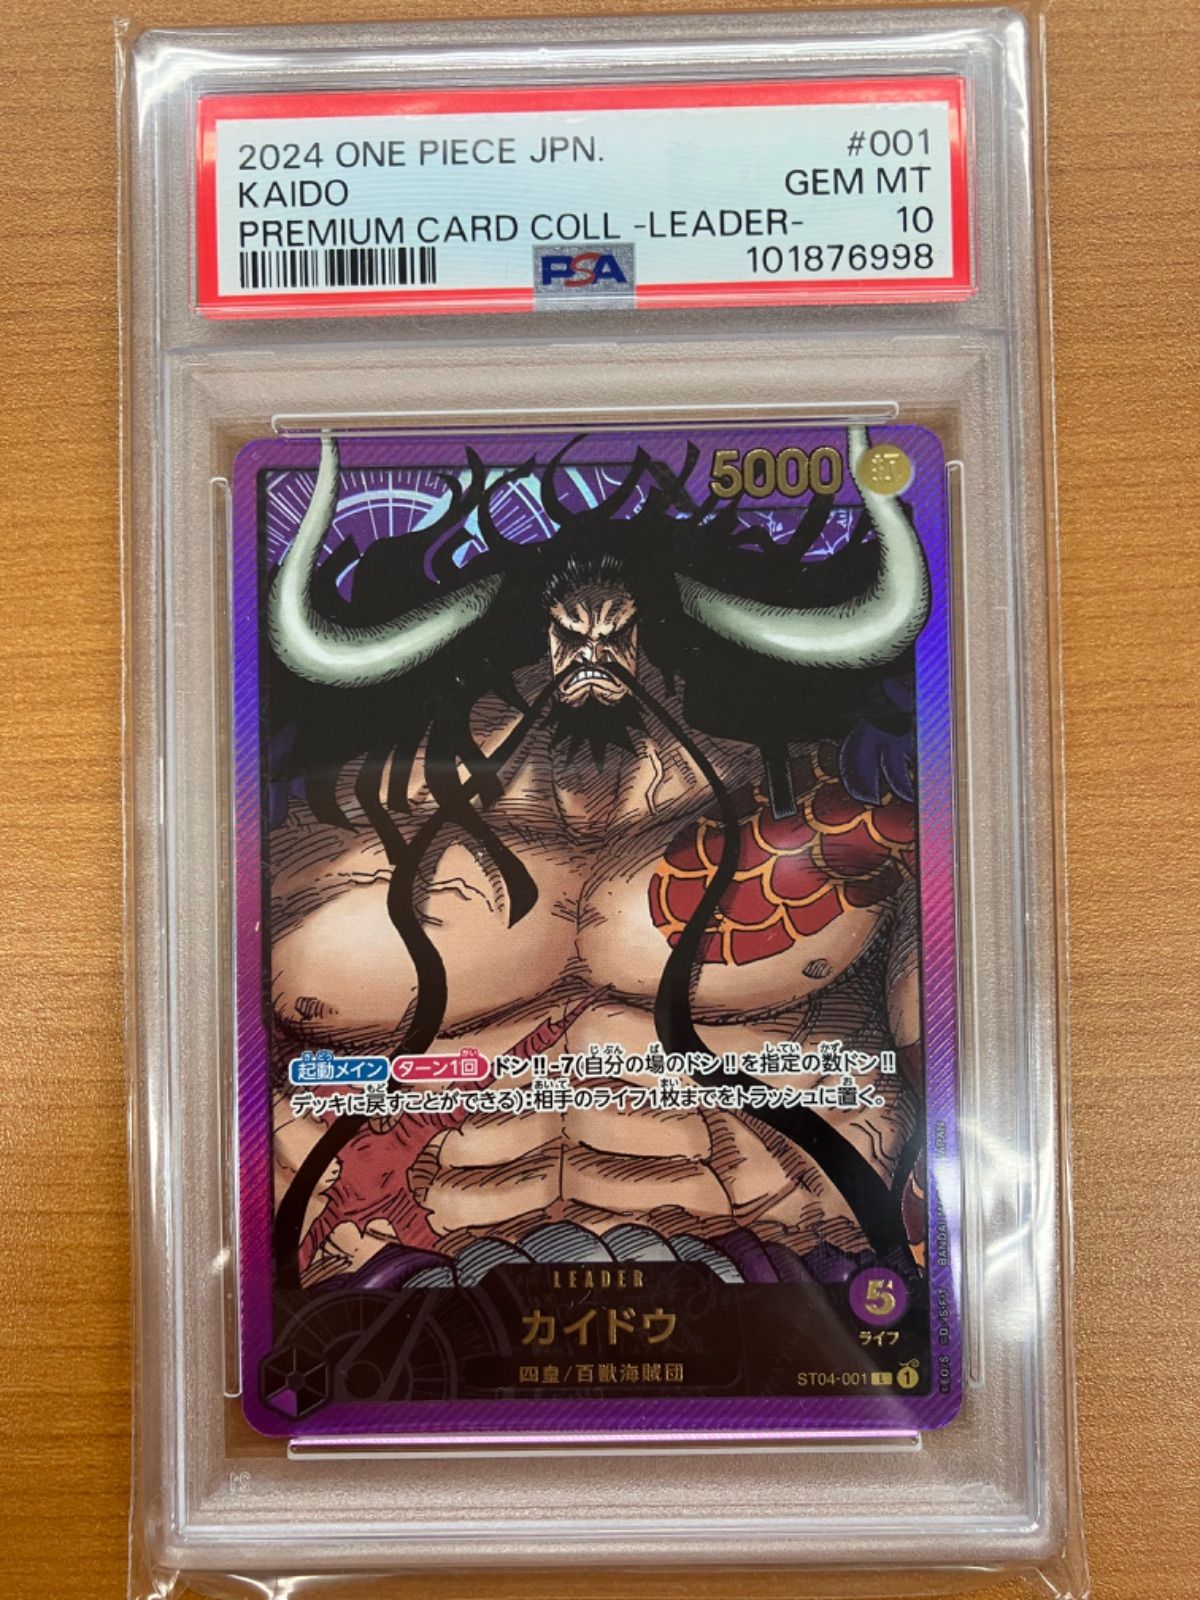 2024 ONE PIECE JPN. #001
KAIDO GEM MT
PREMIUM CARD COLL -LEADER- 10
PSA 101876998
5000 打
起動メイン ターン1回 ドン!!-7(自分の場のドン!!を指定の数ドン!!
デッキに戻すことができる):相手のライフ1枚までをトラッシュに置く。
LEADER
カイドウ
5
ライフ
四皇/百獣海賊団
ST04-001 L 1